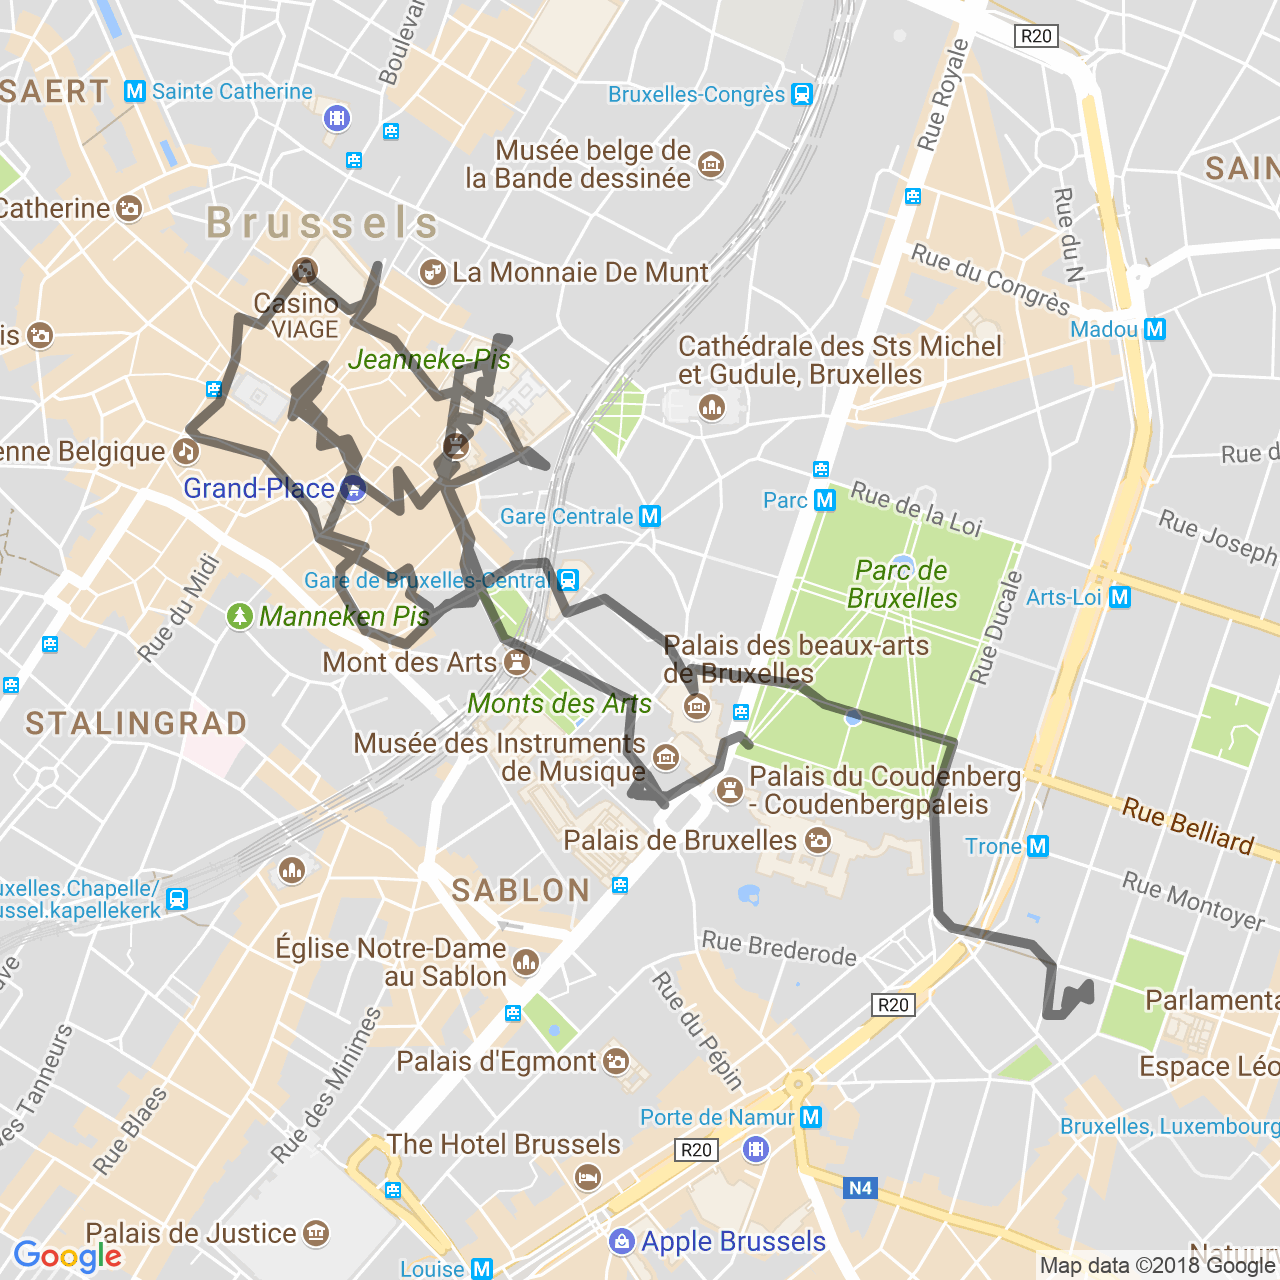 R20
Boulevar
SAERT
Sainte Catherine
Bruxelles-Congrès
Rue Royale
Musée belge de
la Bande dessinée
SAIN
Catherine
Brussels
Rue du N
La Monnaie De Munt
Rue du Congrès
Casino
VIAGE
is
Madou
Jeanneke-Pis
Cathédrale des Sts Michel
et Gudule, Bruxelles
enne Belgique
Rue d
Grand-Place
Parc
Rue de la Loi
Gare Centrale
Rue Joseph
Gare de Bruxelles-Central
Parc de
Bruxelles
Arts-Loi
Rue du Midi
Manneken Pis
Rue Ducale
Mont des Arts
Palais des beaux-arts
de Bruxelles
Monts des Arts
STALINGRAD
Musée des Instruments
de Musique
Palais du Coudenberg
- Coudenbergpaleis
Rue Belliard
Palais de Bruxelles
Trone
uxelles.Chapelle/
ussel.kapellekerk
SABLON
Rue Montoyer
Rue Brederode
Église Notre-Dame
au Sablon
R20
Rue du Pépin
Parlamenta
Rue des Minimes
Palais d'Egmont
Espace Léo
es Tanneurs
Rue Blaes
Porte de Namur
Bruxelles, Luxembourg
The Hotel Brussels
R20
N4
Palais de Justice
Apple Brussels
Google
Louise
Natuur
Map data ©2018 Google